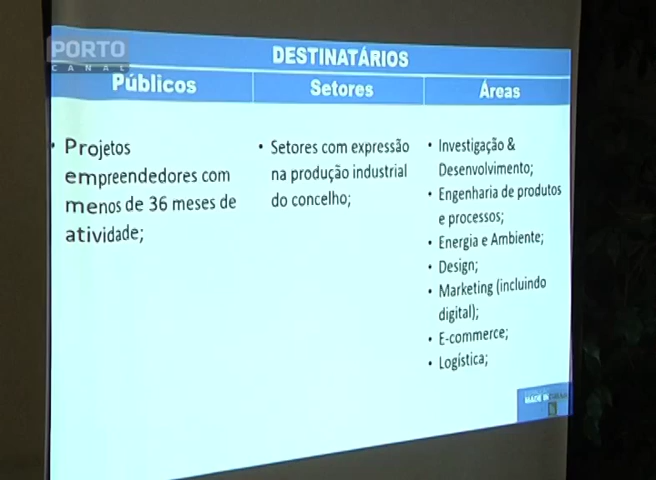 PORTO
CANAL
DESTINATÁRIOS
Públicos
Setores
Áreas
• Projetos
empreendedores com
menos de 36 meses de
atividade;
• Setores com expressão
na produção industrial
do concelho;
• Investigação &
Desenvolvimento;
• Engenharia de produtos
e processos;
• Energia e Ambiente;
• Design;
• Marketing (incluindo
digital);
• E-commerce;
• Logística;
MADE IN